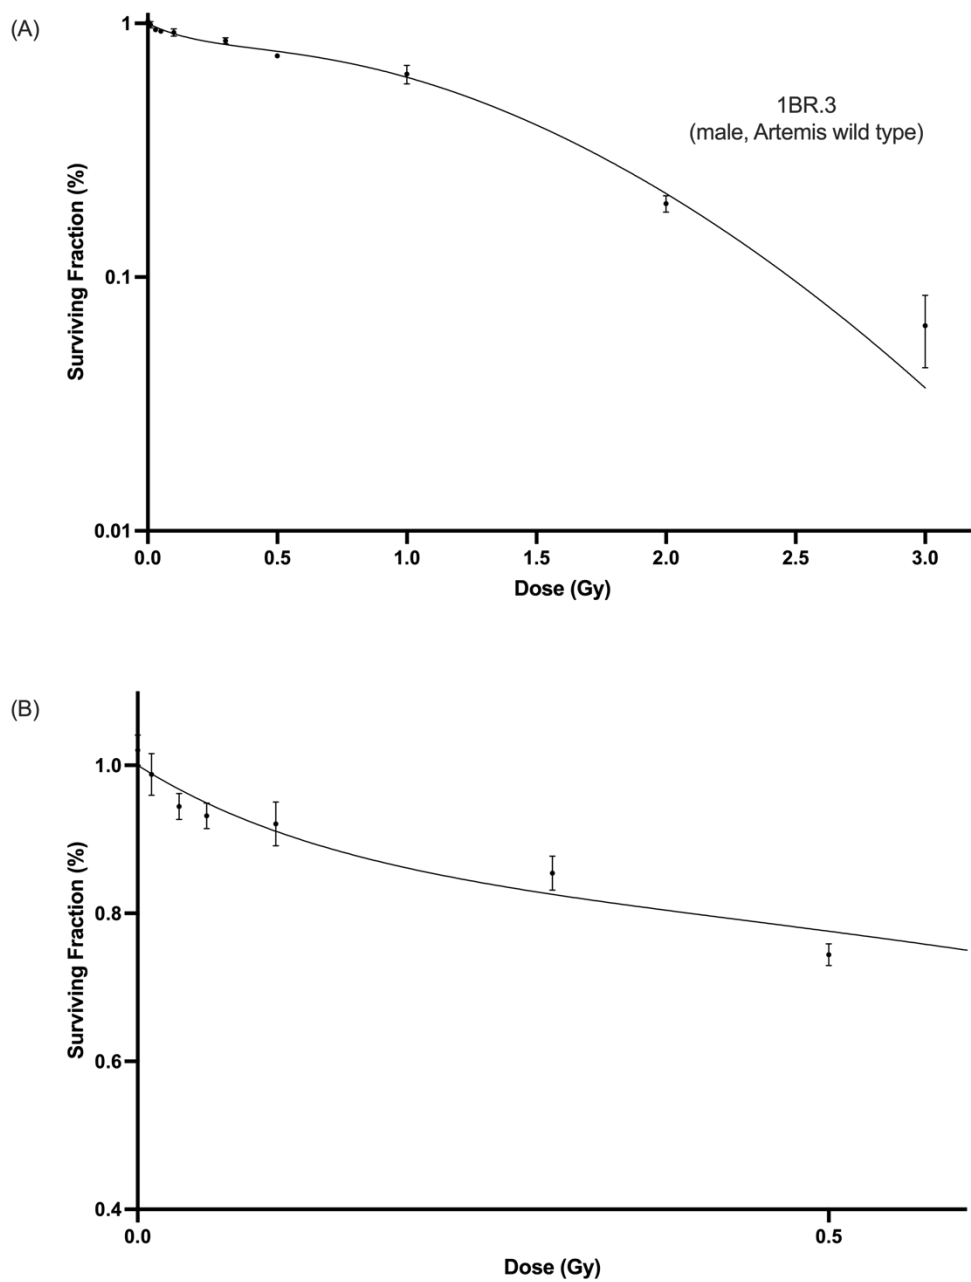 (A)
1
0.1
0.01
Surviving Fraction (%)
1BR.3
(male, Artemis wild type)
0.0 0.5 1.0 1.5 2.0 2.5 3.0
Dose (Gy)
(B)
1.0
0.8
0.6
0.4
Surviving Fraction (%)
0.0 0.5
Dose (Gy)